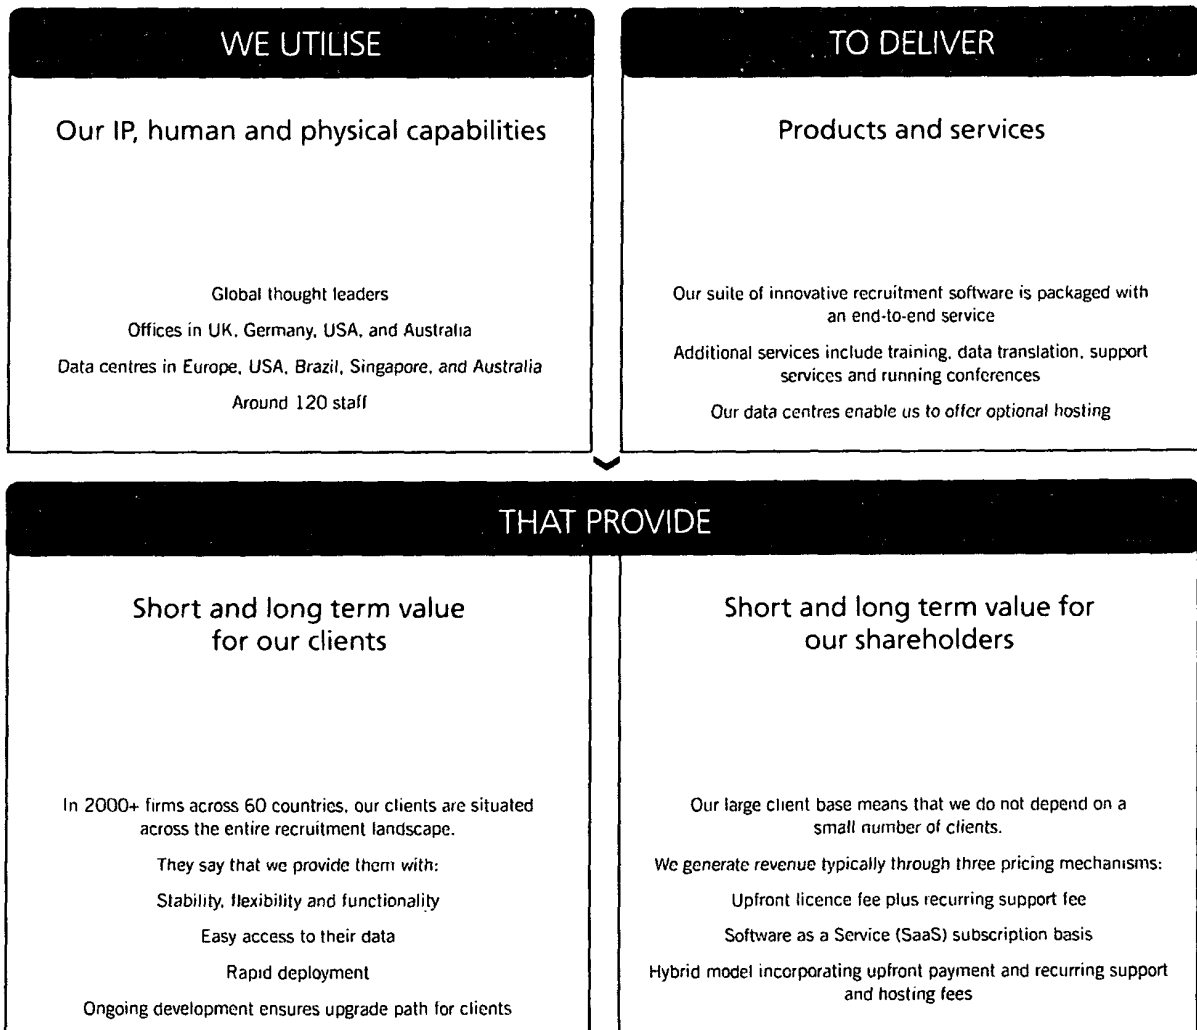 WE UTILISE
Our IP, human and physical capabilities
Global thought leaders
Offices in UK, Germany, USA, and Australia
Data centres in Europe, USA, Brazil, Singapore, and Australia
Around 120 staff
TO DELIVER
Products and services
Our suite of innovative recruitment software is packaged with
an end-to-end service
Additional services include training, data translation, support
services and running conferences
Our data centres enable us to offer optional hosting
THAT PROVIDE
Short and long term value
for our clients
In 2000+ firms across 60 countries, our clients are situated
across the entire recruitment landscape.
They say that we provide them with:
Stability, flexibility and functionality
Easy access to their data
Rapid deployment
Ongoing development ensures upgrade path for clients
Short and long term value for
our shareholders
Our large client base means that we do not depend on a
small number of clients.
We generate revenue typically through three pricing mechanisms:
Upfront licence fee plus recurring support fee
Software as a Service (SaaS) subscription basis
Hybrid model incorporating upfront payment and recurring support
and hosting fees